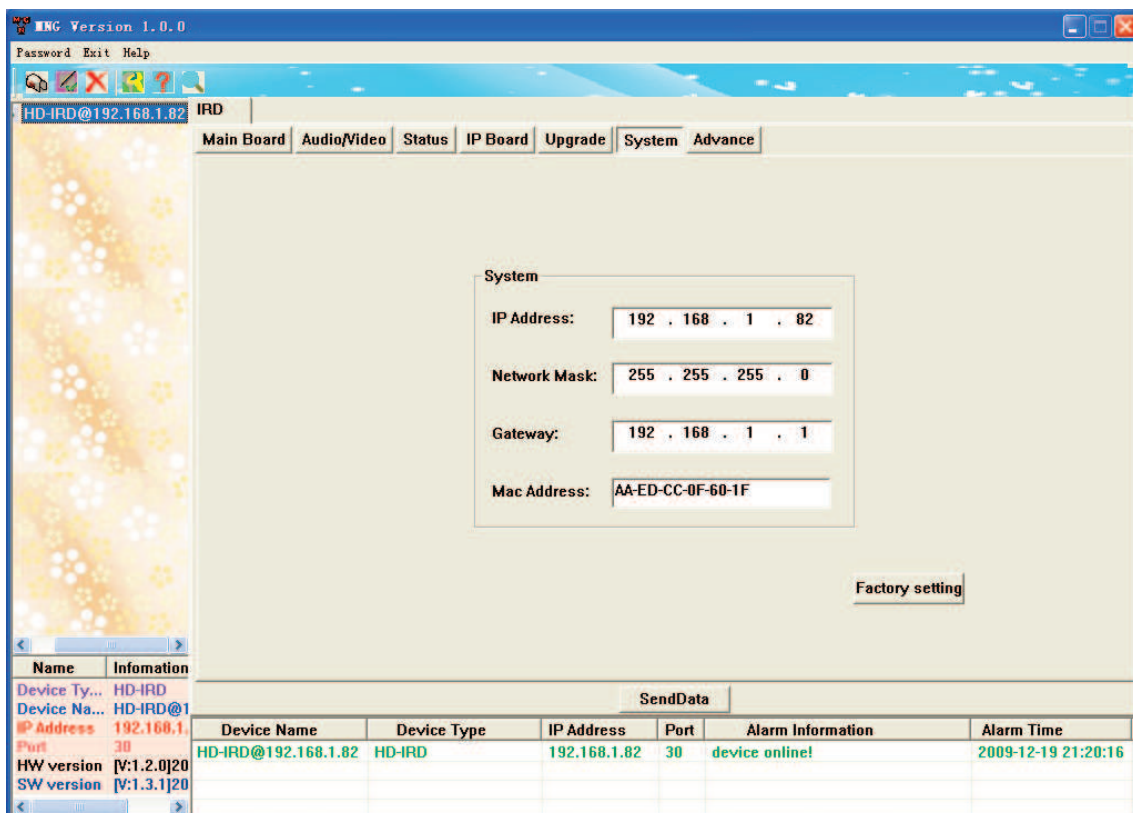 MNG Version 1.0.0
Password Exit Help
HD-IRD@192.168.1.82
IRD
Main Board Audio/Video Status IP Board Upgrade System Advance
System
IP Address: 192 . 168 . 1 . 82
Network Mask: 255 . 255 . 255 . 0
Gateway: 192 . 168 . 1 . 1
Mac Address: AA-ED-CC-0F-60-1F
Factory setting
Name Infomation
Device Ty... HD-IRD
Device Na... HD-IRD@1
IP Address 192.168.1.
Port 30
HW version [V:1.2.0]20
SW version [V:1.3.1]20
SendData
Device Name Device Type IP Address Port Alarm Information Alarm Time
HD-IRD@192.168.1.82 HD-IRD 192.168.1.82 30 device online! 2009-12-19 21:20:16